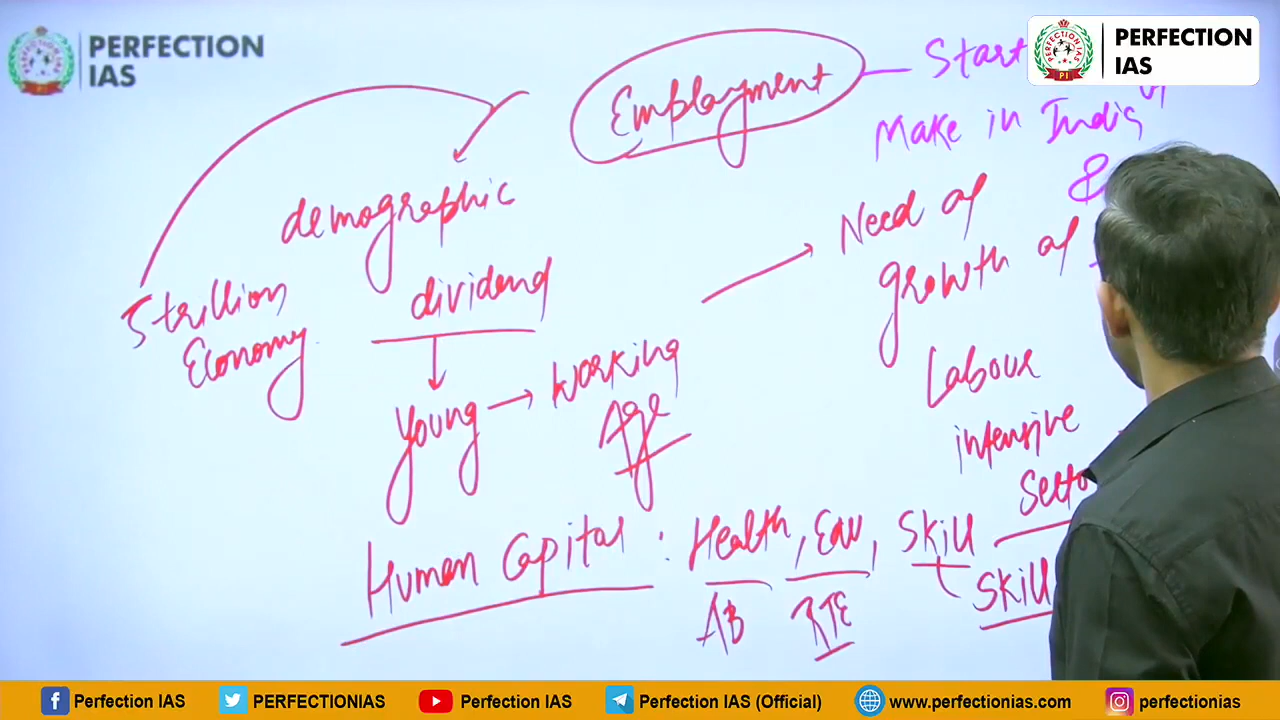 PERFECTION
IAS
PERFECTION
IAS
PI
Employment
Start
up
Make in India
&
demographic
dividend
5 trillion
Economy
Young
Working
Age
Need of
growth of
Labour
intensive
Secto
Human Capital : Health, Edu, Skill
AB
RTE
Skill
Perfection IAS
PERFECTIONIAS
Perfection IAS
Perfection IAS (Official)
www.perfectionias.com
perfectionias